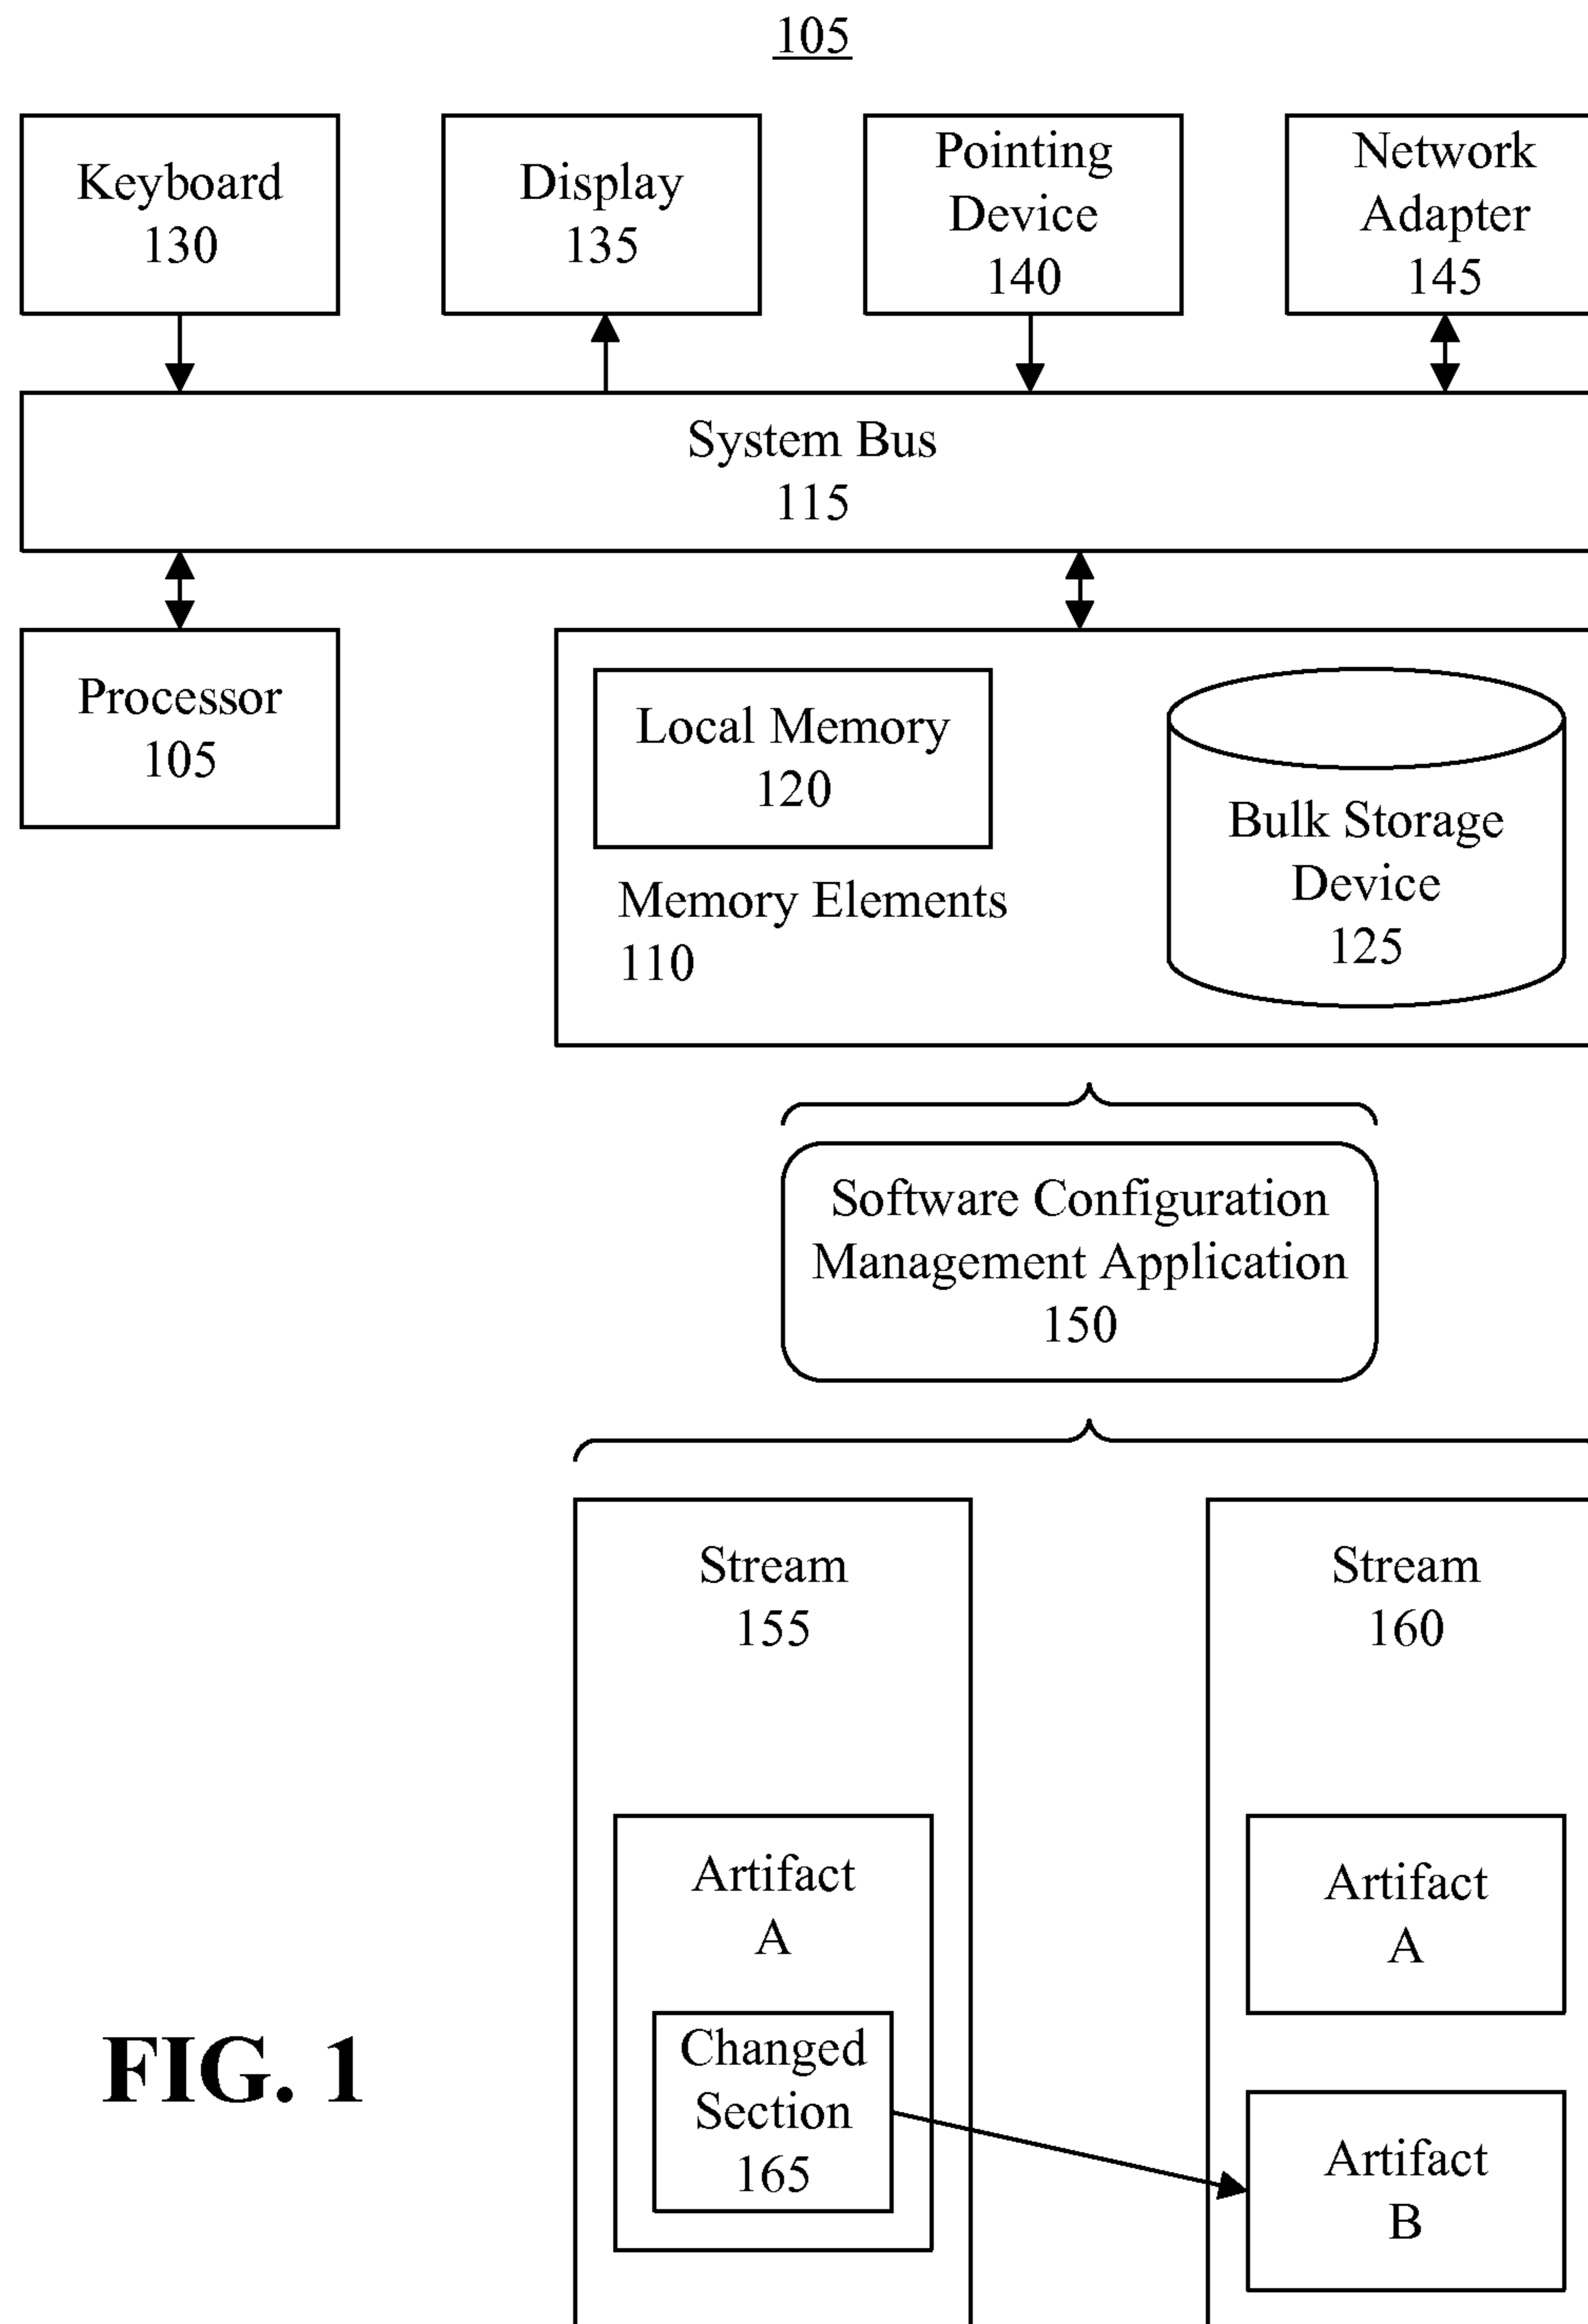 105
Keyboard
130
Display
135
Pointing
Device
140
Network
Adapter
145
System Bus
115
Processor
105
Local Memory
120
Memory Elements
110
Bulk Storage
Device
125
Software Configuration
Management Application
150
Stream
155
Stream
160
Artifact
A
Changed
Section
165
Artifact
A
Artifact
B
FIG. 1